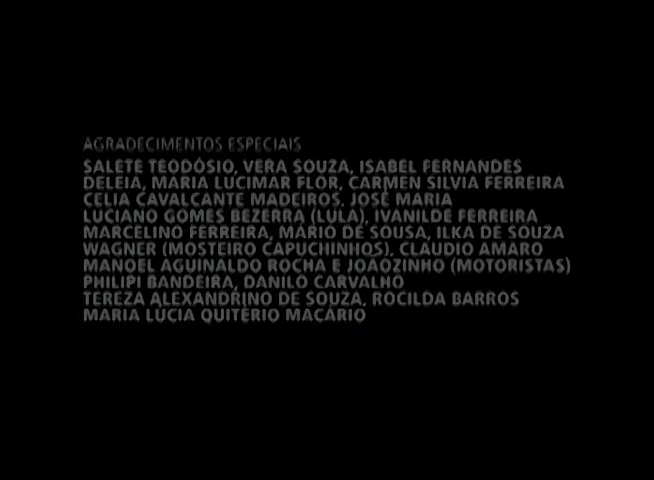 AGRADECIMENTOS ESPECIAIS
SALETE TEODÓSIO, VERA SOUZA, ISABEL FERNANDES
DELEIA, MARIA LUCIMAR FLOR, CARMEN SILVIA FERREIRA
CELIA CAVALCANTE MADEIROS, JOSÉ MARIA
LUCIANO GOMES BEZERRA (LULA), IVANILDE FERREIRA
MARCELINO FERREIRA, MÁRIO DE SOUSA, ILKA DE SOUZA
WAGNER (MOSTEIRO CAPUCHINHOS), CLAUDIO AMARO
MANOEL AGUINALDO ROCHA E JOÃOZINHO (MOTORISTAS)
PHILIPI BANDEIRA, DANILO CARVALHO
TEREZA ALEXANDRINO DE SOUZA, ROCILDA BARROS
MARIA LÚCIA QUITÉRIO MACÁRIO